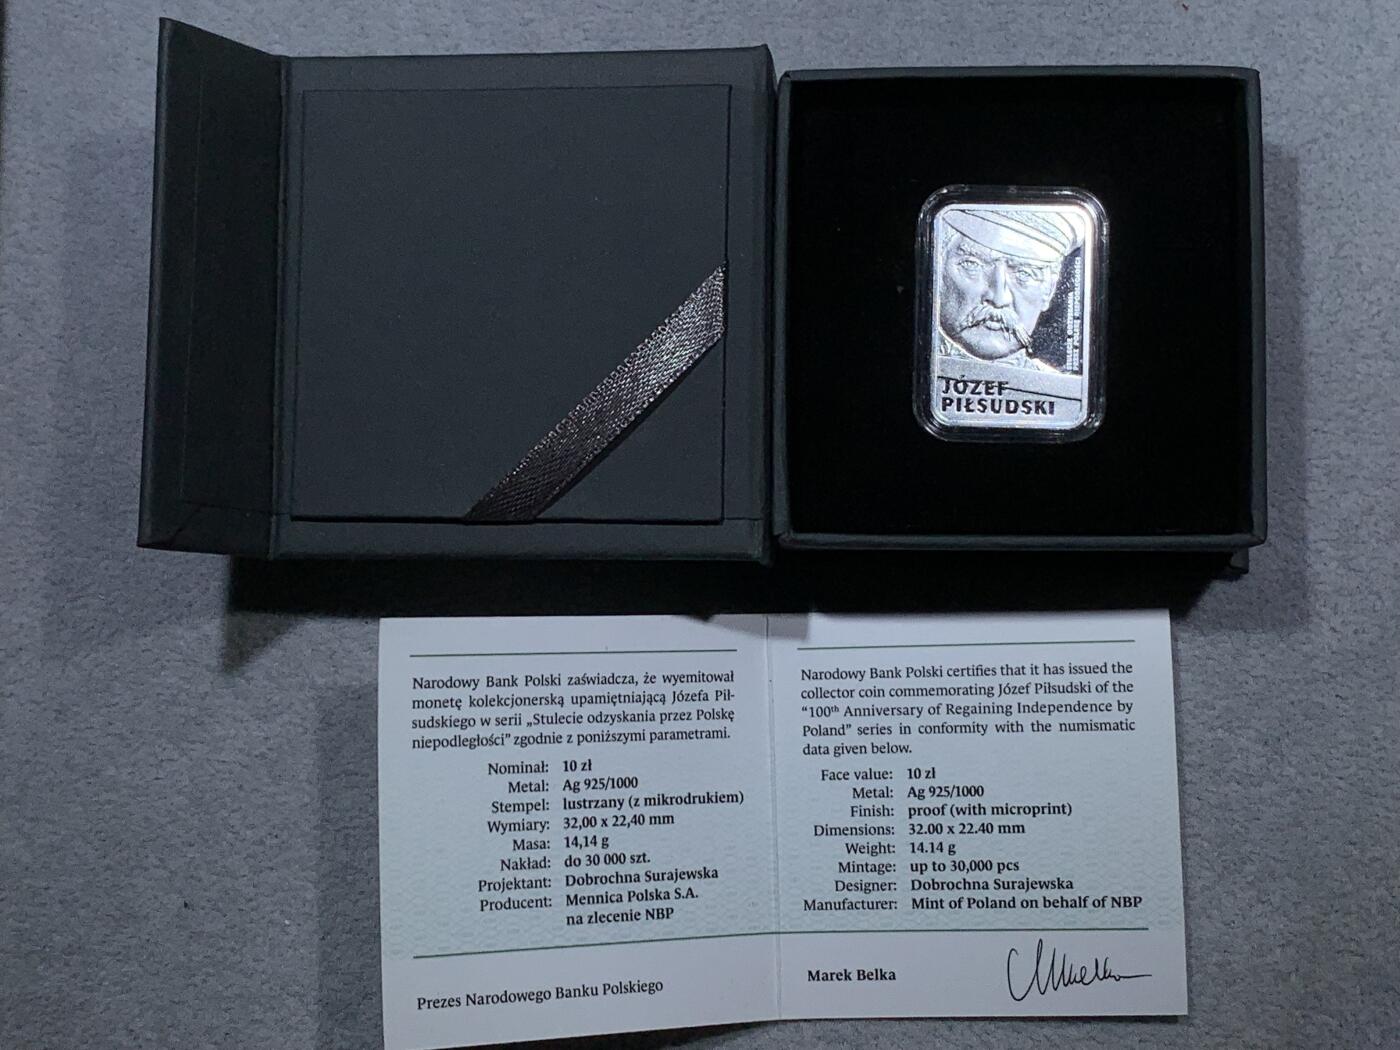 STULECIE ODZYSKANIA
PRZEZ POLSKĘ NIEPODLEGŁOŚCI
JÓZEF
PIŁSUDSKI
Narodowy Bank Polski zaświadcza, że wyemitował
monetę kolekcjonerską upamiętniającą Józefa Pił-
sudskiego w serii „Stulecie odzyskania przez Polskę
niepodległości” zgodnie z poniższymi parametrami.
Nominał: 10 zł
Metal: Ag 925/1000
Stempel: lustrzany (z mikrodrukiem)
Wymiary: 32,00 x 22,40 mm
Masa: 14,14 g
Nakład: do 30 000 szt.
Projektant: Dobrochna Surajewska
Producent: Mennica Polska S.A.
na zlecenie NBP
Prezes Narodowego Banku Polskiego
Narodowy Bank Polski certifies that it has issued the
collector coin commemorating Józef Piłsudski of the
“100th Anniversary of Regaining Independence by
Poland” series in conformity with the numismatic
data given below.
Face value: 10 zł
Metal: Ag 925/1000
Finish: proof (with microprint)
Dimensions: 32.00 x 22.40 mm
Weight: 14.14 g
Mintage: up to 30,000 pcs
Designer: Dobrochna Surajewska
Manufacturer: Mint of Poland on behalf of NBP
Marek Belka